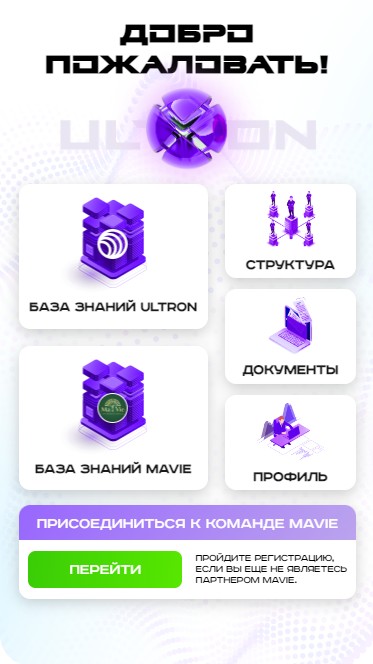 ДОБРО
ПОЖАЛОВАТЬ!
ULTRON
БАЗА ЗНАНИЙ ULTRON
СТРУКТУРА
ДОКУМЕНТЫ
БАЗА ЗНАНИЙ MAVIE
ПРОФИЛЬ
ПРИСОЕДИНИТЬСЯ К КОМАНДЕ MAVIE
ПЕРЕЙТИ
ПРОЙДИТЕ РЕГИСТРАЦИЮ,
ЕСЛИ ВЫ ЕЩЕ НЕ ЯВЛЯЕТЕСЬ
ПАРТНЕРОМ MAVIE.